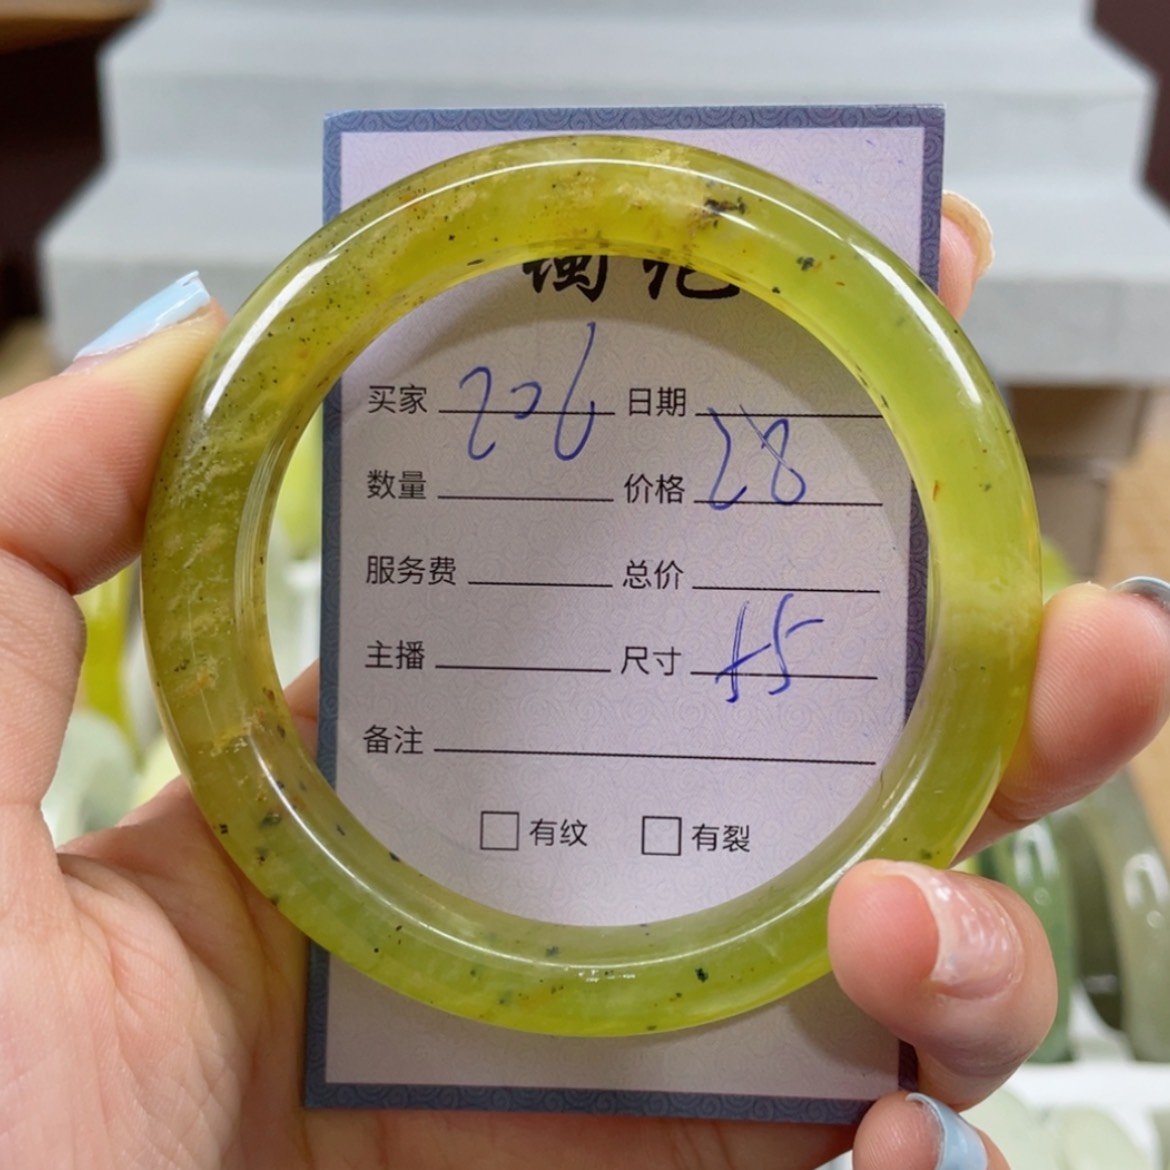 买家 206 日期
数量 价格 28
服务费 总价
主播 尺寸 55
备注
□有纹 □有裂